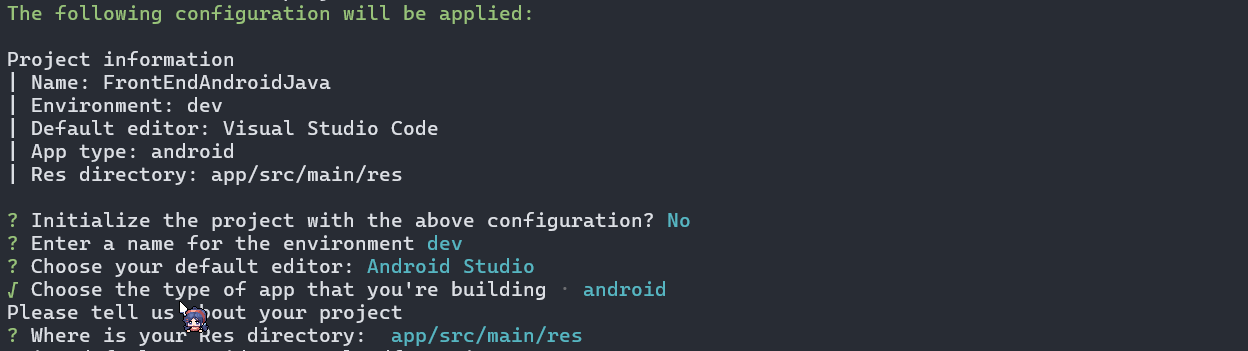 The following configuration will be applied:
Project information
| Name: FrontEndAndroidJava
| Environment: dev
| Default editor: Visual Studio Code
| App type: android
| Res directory: app/src/main/res
? Initialize the project with the above configuration? No
? Enter a name for the environment dev
? Choose your default editor: Android Studio
√ Choose the type of app that you're building · android
Please tell us about your project
? Where is your Res directory: app/src/main/res